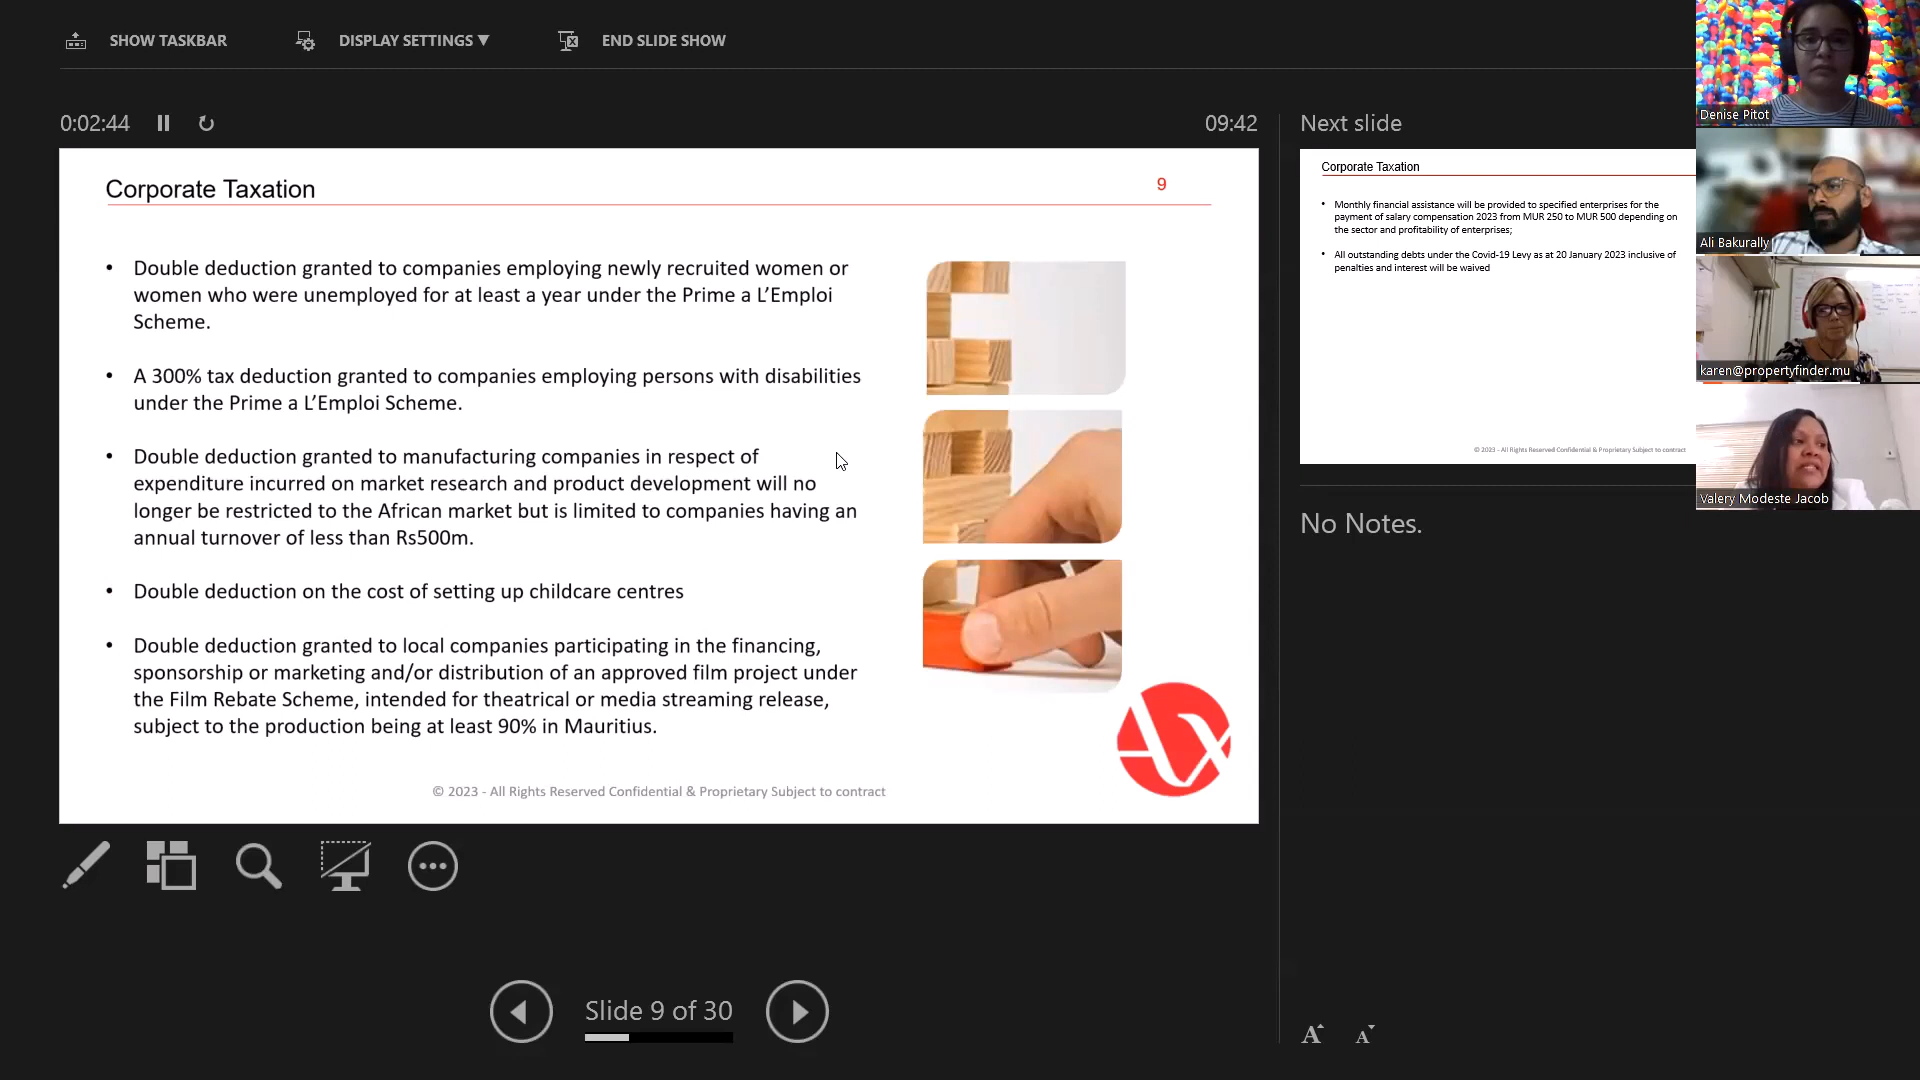 SHOW TASKBAR
DISPLAY SETTINGS ▼
END SLIDE SHOW
0:02:44
09:42
Next slide
Corporate Taxation
9
• Double deduction granted to companies employing newly recruited women or
women who were unemployed for at least a year under the Prime a L’Emploi
Scheme.
• A 300% tax deduction granted to companies employing persons with disabilities
under the Prime a L’Emploi Scheme.
• Double deduction granted to manufacturing companies in respect of
expenditure incurred on market research and product development will no
longer be restricted to the African market but is limited to companies having an
annual turnover of less than Rs500m.
• Double deduction on the cost of setting up childcare centres
• Double deduction granted to local companies participating in the financing,
sponsorship or marketing and/or distribution of an approved film project under
the Film Rebate Scheme, intended for theatrical or media streaming release,
subject to the production being at least 90% in Mauritius.
© 2023 - All Rights Reserved Confidential & Proprietary Subject to contract
Slide 9 of 30
Corporate Taxation
• Monthly financial assistance will be provided to specified enterprises for the
payment of salary compensation 2023 from MUR 250 to MUR 500 depending on
the sector and profitability of enterprises;
• All outstanding debts under the Covid-19 Levy as at 20 January 2023 inclusive of
penalties and interest will be waived
© 2023 - All Rights Reserved Confidential & Proprietary Subject to contract
No Notes.
A
A
Denise Pitot
Ali Bakurally
karen@propertyfinder.mu
Valery Modeste Jacob